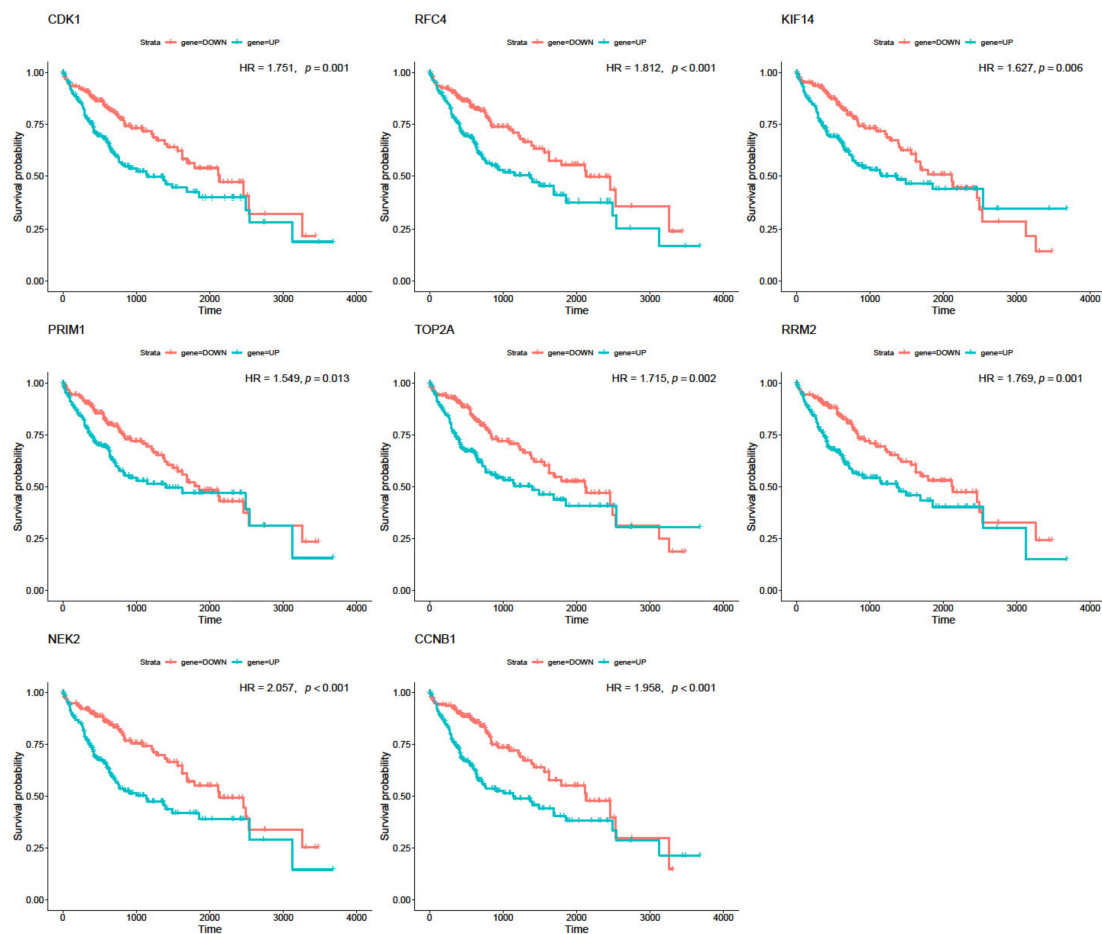 CDK1
Strata gene=DOWN gene=UP
HR = 1.751, p = 0.001
Survival probability
1.00
0.75
0.50
0.25
0.00
0 1000 2000 3000 4000
Time
RFC4
Strata gene=DOWN gene=UP
HR = 1.812, p < 0.001
Survival probability
1.00
0.75
0.50
0.25
0.00
0 1000 2000 3000 4000
Time
KIF14
Strata gene=DOWN gene=UP
HR = 1.627, p = 0.006
Survival probability
1.00
0.75
0.50
0.25
0.00
0 1000 2000 3000 4000
Time
PRIM1
Strata gene=DOWN gene=UP
HR = 1.549, p = 0.013
Survival probability
1.00
0.75
0.50
0.25
0.00
0 1000 2000 3000 4000
Time
TOP2A
Strata gene=DOWN gene=UP
HR = 1.715, p = 0.002
Survival probability
1.00
0.75
0.50
0.25
0.00
0 1000 2000 3000 4000
Time
RRM2
Strata gene=DOWN gene=UP
HR = 1.769, p = 0.001
Survival probability
1.00
0.75
0.50
0.25
0.00
0 1000 2000 3000 4000
Time
NEK2
Strata gene=DOWN gene=UP
HR = 2.057, p < 0.001
Survival probability
1.00
0.75
0.50
0.25
0.00
0 1000 2000 3000 4000
Time
CCNB1
Strata gene=DOWN gene=UP
HR = 1.958, p < 0.001
Survival probability
1.00
0.75
0.50
0.25
0.00
0 1000 2000 3000 4000
Time